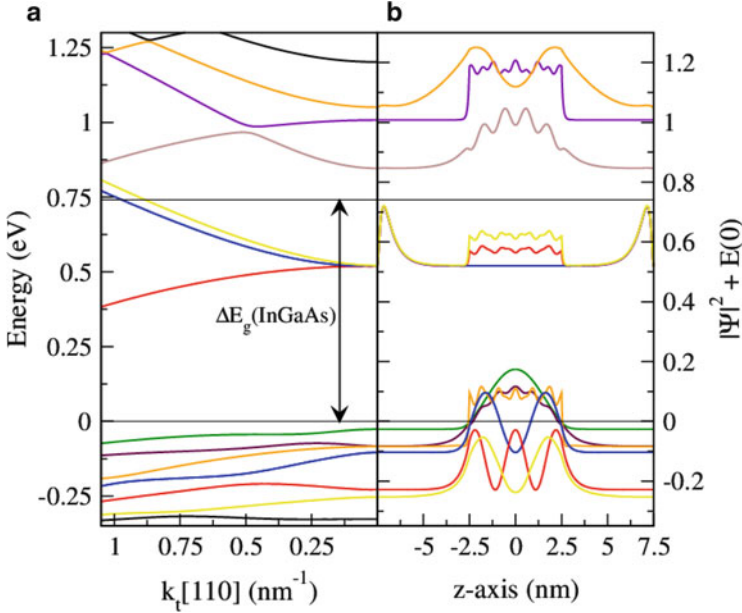 a
b
1.25
1
0.75
0.5
0.25
0
-0.25
Energy (eV)
ΔE_g(InGaAs)
1 0.75 0.5 0.25
k_t[110] (nm⁻¹)
1.2
1
0.8
0.6
0.4
0.2
0
-0.2
|Ψ|² + E(0)
-5 -2.5 0 2.5 5 7.5
z-axis (nm)